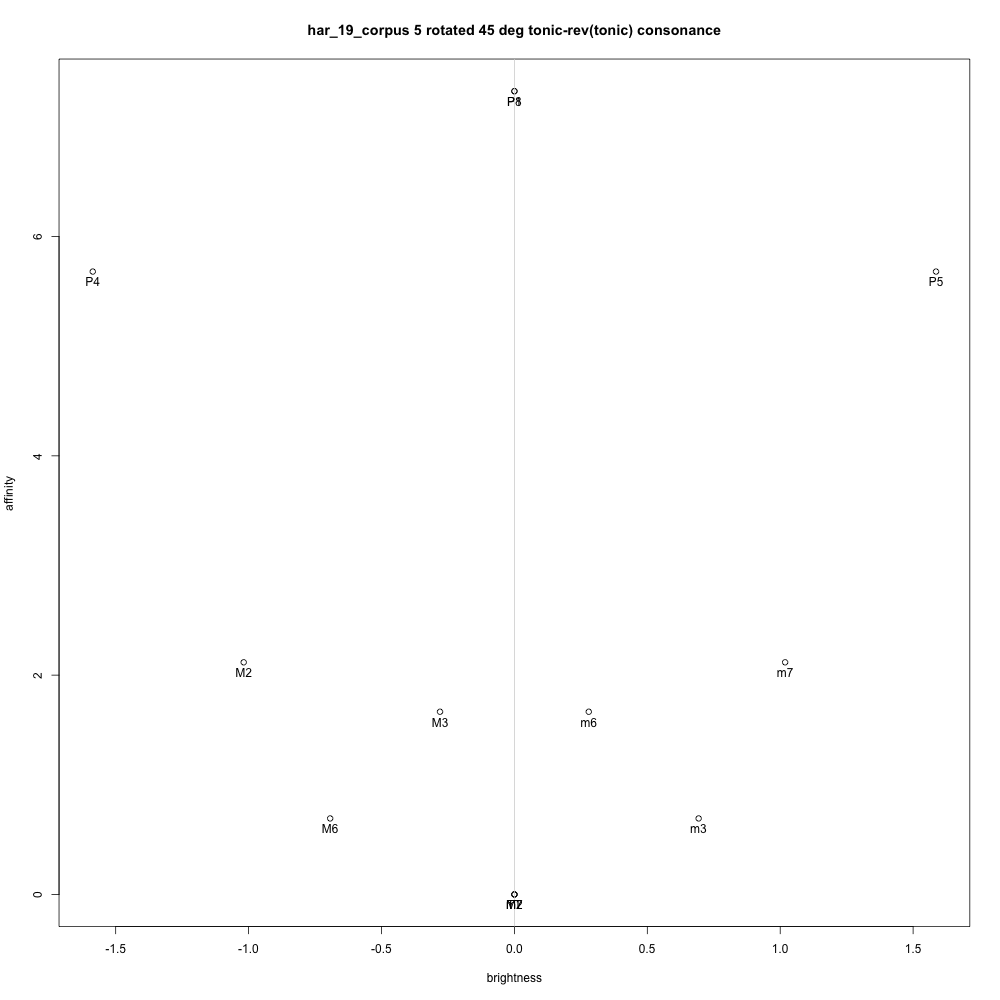 har_19_corpus 5 rotated 45 deg tonic-rev(tonic) consonance
P4
P5
M2
m7
M3
m6
M6
m3
affinity
6
4
2
0
-1.5 -1.0 -0.5 0.0 0.5 1.0 1.5
brightness